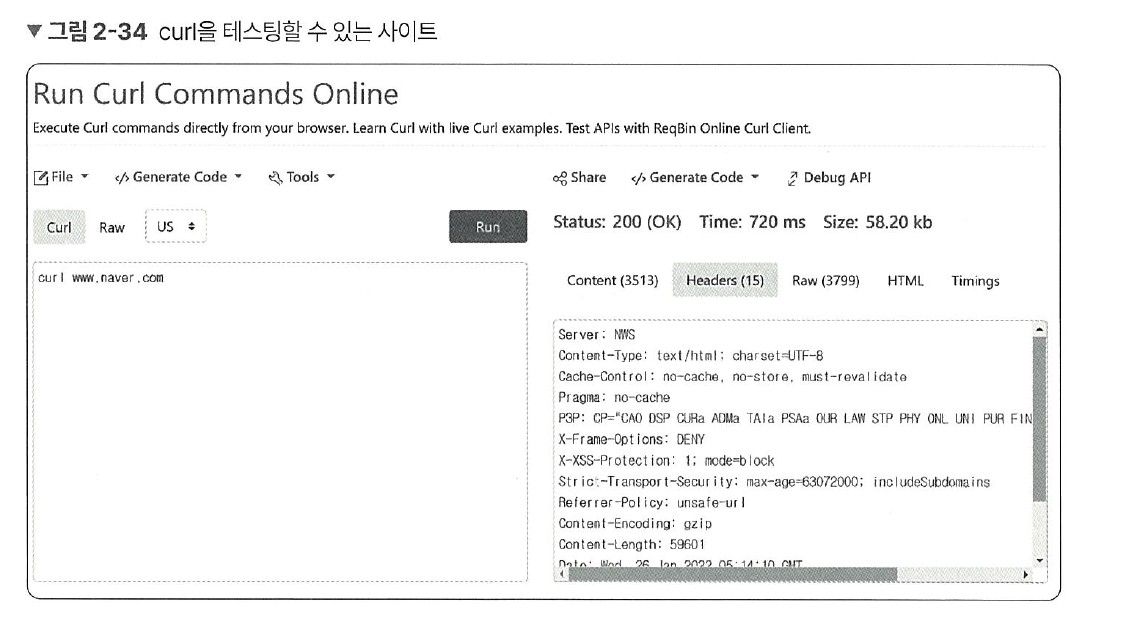 ▼ 그림 2-34 curl을 테스팅할 수 있는 사이트
Run Curl Commands Online
Execute Curl commands directly from your browser. Learn Curl with live Curl examples. Test APIs with ReqBin Online Curl Client.
File Generate Code Tools
Share Generate Code Debug API
Curl Raw US Run
Status: 200 (OK) Time: 720 ms Size: 58.20 kb
curl www.naver.com
Content (3513) Headers (15) Raw (3799) HTML Timings
Server: NWS
Content-Type: text/html; charset=UTF-8
Cache-Control: no-cache, no-store, must-revalidate
Pragma: no-cache
P3P: CP="CAO DSP CURa ADMa TAIa PSAa OUR LAW STP PHY ONL UNI PUR FIN
X-Frame-Options: DENY
X-XSS-Protection: 1; mode=block
Strict-Transport-Security: max-age=63072000; includeSubdomains
Referrer-Policy: unsafe-url
Content-Encoding: gzip
Content-Length: 59601
Date: Wed, 26 Jan 2022 05:14:10 GMT